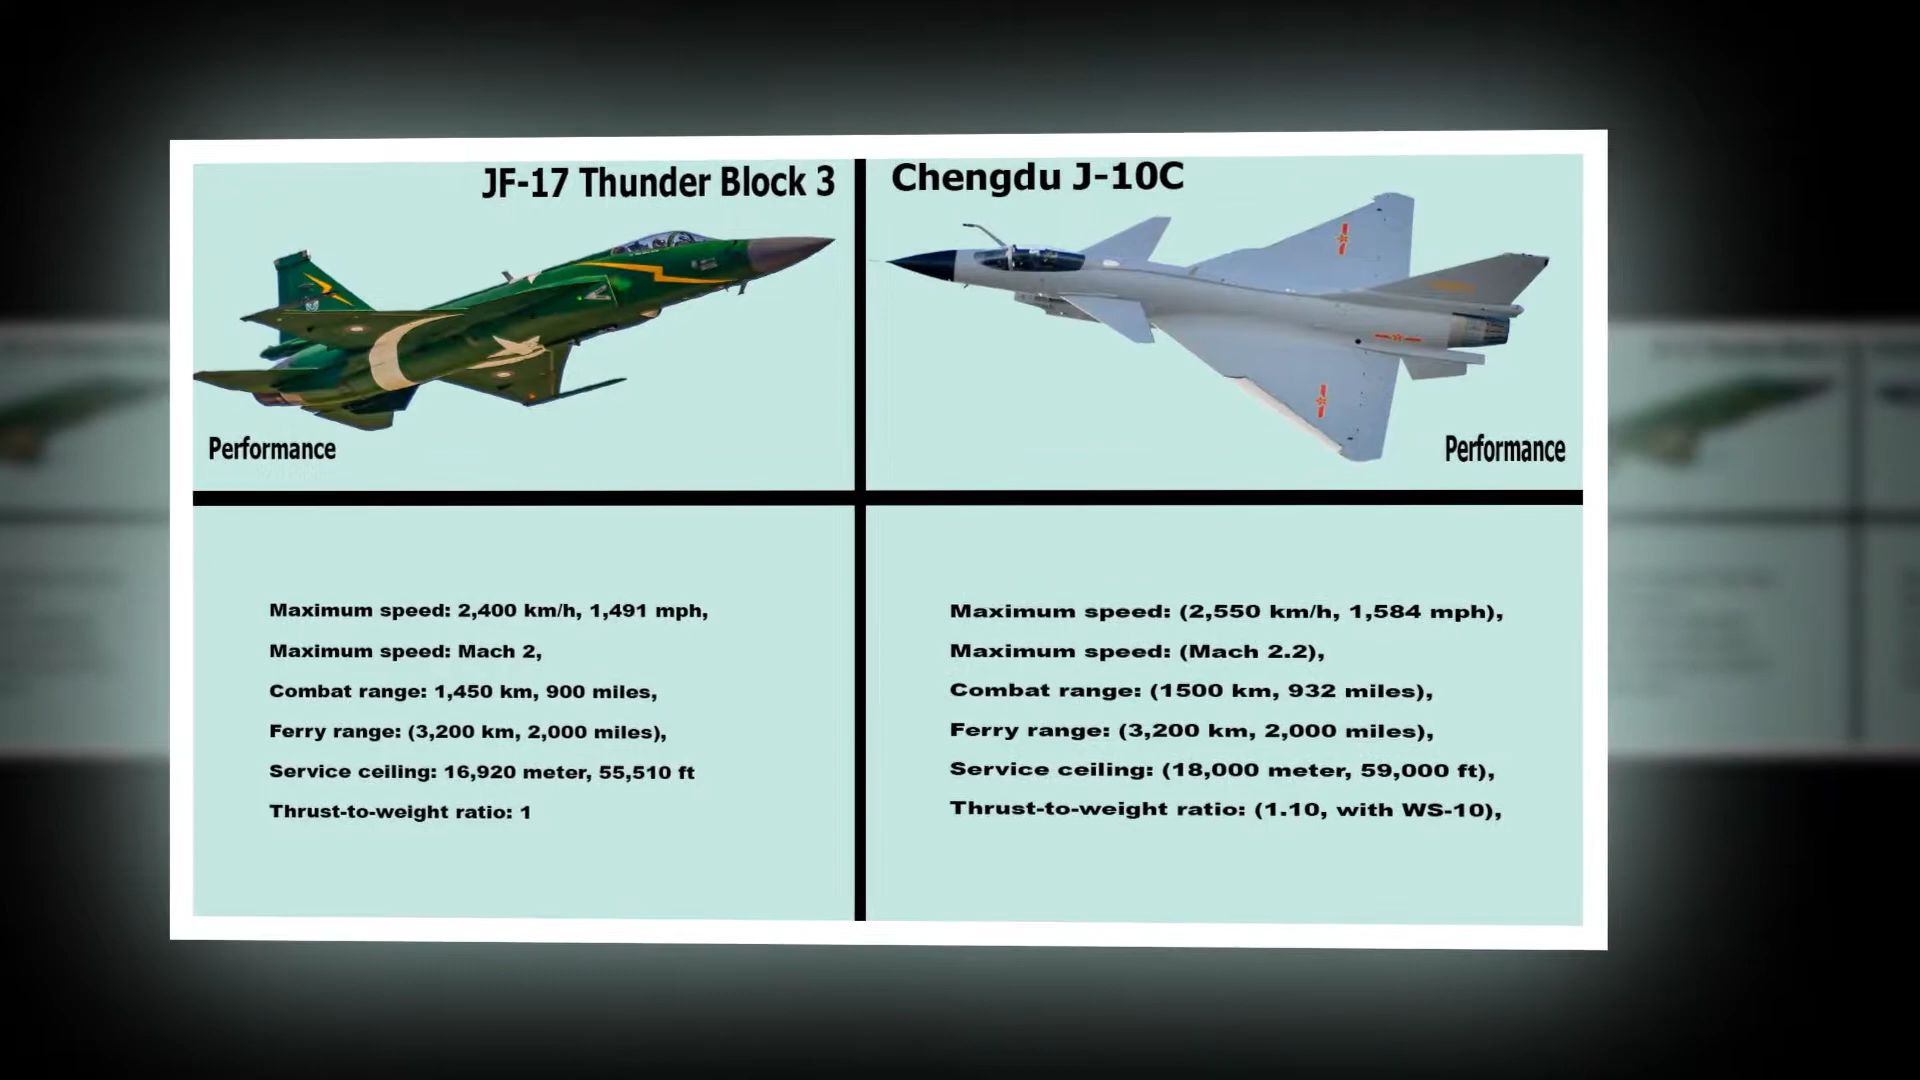 JF-17 Thunder Block 3
Performance
Maximum speed: 2,400 km/h, 1,491 mph,
Maximum speed: Mach 2,
Combat range: 1,450 km, 900 miles,
Ferry range: (3,200 km, 2,000 miles),
Service ceiling: 16,920 meter, 55,510 ft
Thrust-to-weight ratio: 1
Chengdu J-10C
Performance
Maximum speed: (2,550 km/h, 1,584 mph),
Maximum speed: (Mach 2.2),
Combat range: (1500 km, 932 miles),
Ferry range: (3,200 km, 2,000 miles),
Service ceiling: (18,000 meter, 59,000 ft),
Thrust-to-weight ratio: (1.10, with WS-10),